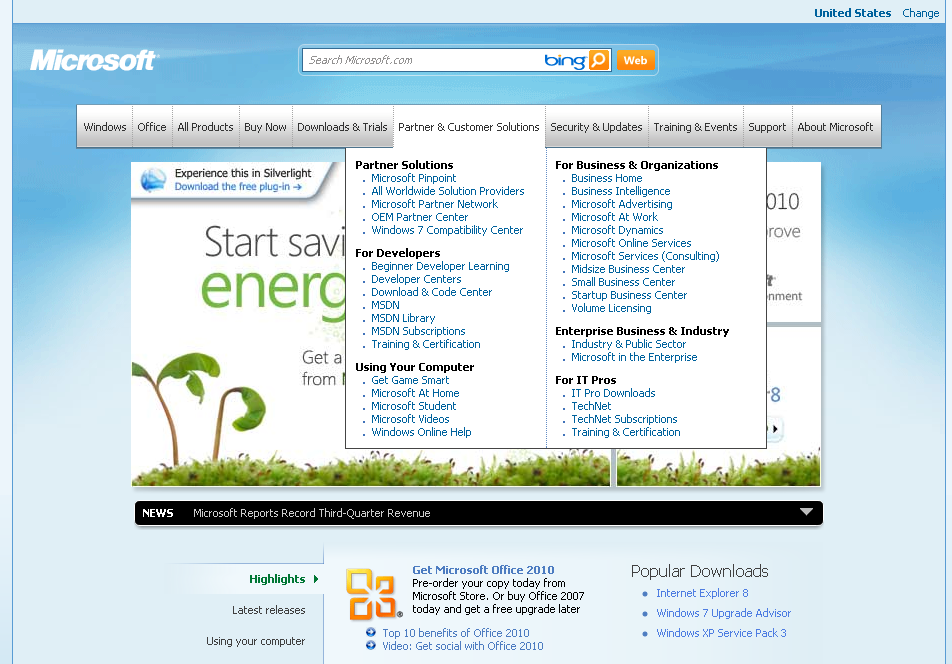 United States Change
Microsoft
Search Microsoft.com bing Web
Windows Office All Products Buy Now Downloads & Trials Partner & Customer Solutions Security & Updates Training & Events Support About Microsoft
Experience this in Silverlight
Download the free plug-in →
Start savi
energ
Get a
from M
Partner Solutions
Microsoft Pinpoint
All Worldwide Solution Providers
Microsoft Partner Network
OEM Partner Center
Windows 7 Compatibility Center
For Developers
Beginner Developer Learning
Developer Centers
Download & Code Center
MSDN
MSDN Library
MSDN Subscriptions
Training & Certification
Using Your Computer
Get Game Smart
Microsoft At Home
Microsoft Student
Microsoft Videos
Windows Online Help
For Business & Organizations
Business Home
Business Intelligence
Microsoft Advertising
Microsoft At Work
Microsoft Dynamics
Microsoft Online Services
Microsoft Services (Consulting)
Midsize Business Center
Small Business Center
Startup Business Center
Volume Licensing
Enterprise Business & Industry
Industry & Public Sector
Microsoft in the Enterprise
For IT Pros
IT Pro Downloads
TechNet
TechNet Subscriptions
Training & Certification
010
rove
nment
8
NEWS Microsoft Reports Record Third-Quarter Revenue
Highlights
Latest releases
Using your computer
Get Microsoft Office 2010
Pre-order your copy today from
Microsoft Store. Or buy Office 2007
today and get a free upgrade later
Top 10 benefits of Office 2010
Video: Get social with Office 2010
Popular Downloads
Internet Explorer 8
Windows 7 Upgrade Advisor
Windows XP Service Pack 3